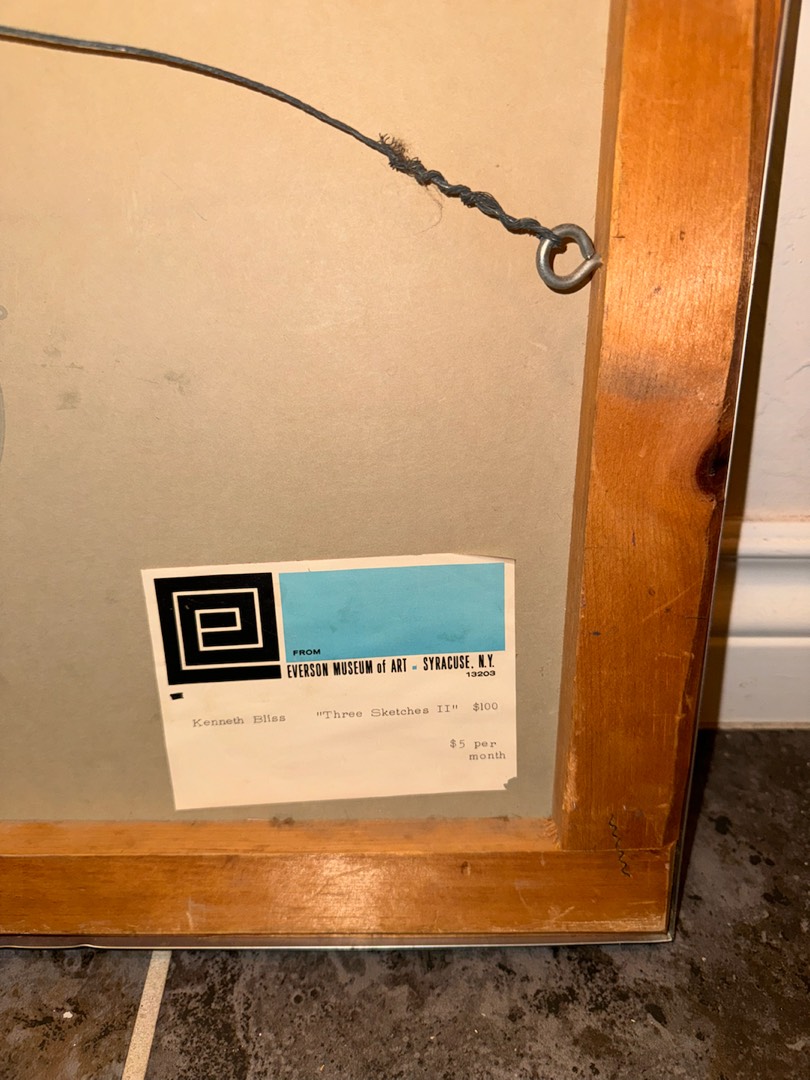 e
FROM
EVERSON MUSEUM of ART - SYRACUSE, N.Y.
13203
Kenneth Bliss "Three Sketches II" $100
$5 per
month